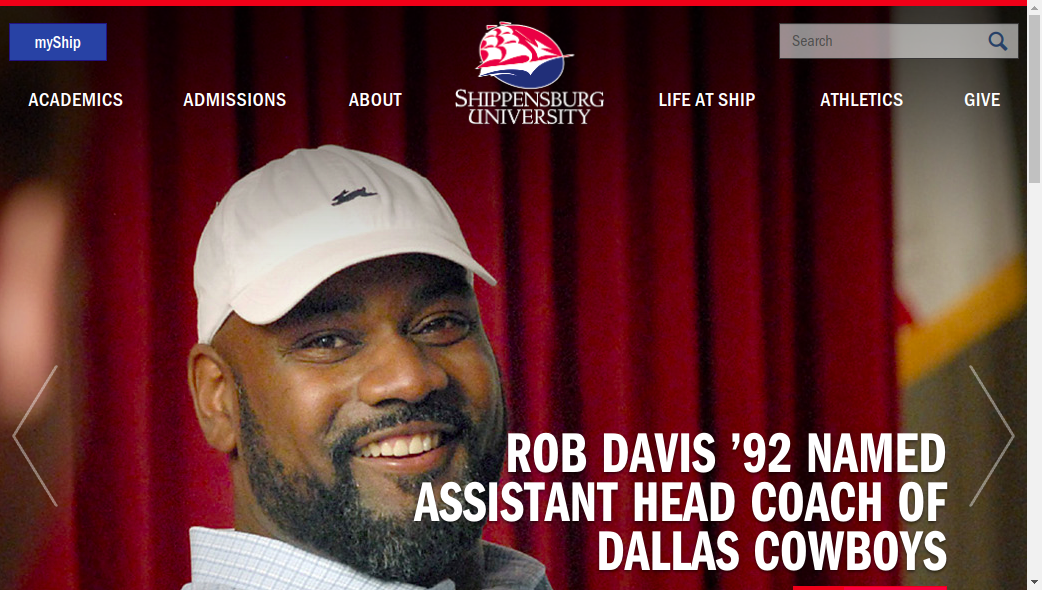 myShip
Search
ACADEMICS
ADMISSIONS
ABOUT
SHIPPENSBURG
UNIVERSITY
LIFE AT SHIP
ATHLETICS
GIVE
ROB DAVIS ’92 NAMED
ASSISTANT HEAD COACH OF
DALLAS COWBOYS